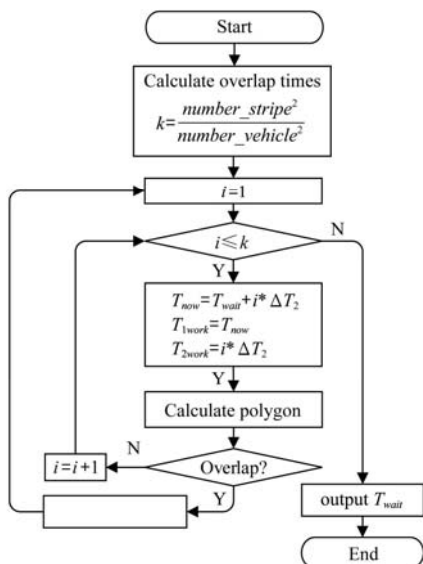 Start
Calculate overlap times
k=number_stripe²/number_vehicle²
i=1
i≤k
N
Y
T_now=T_wait+i* ΔT_2
T_1work=T_now
T_2work=i* ΔT_2
Y
Calculate polygon
N
i=i+1
Overlap?
Y
output T_wait
End